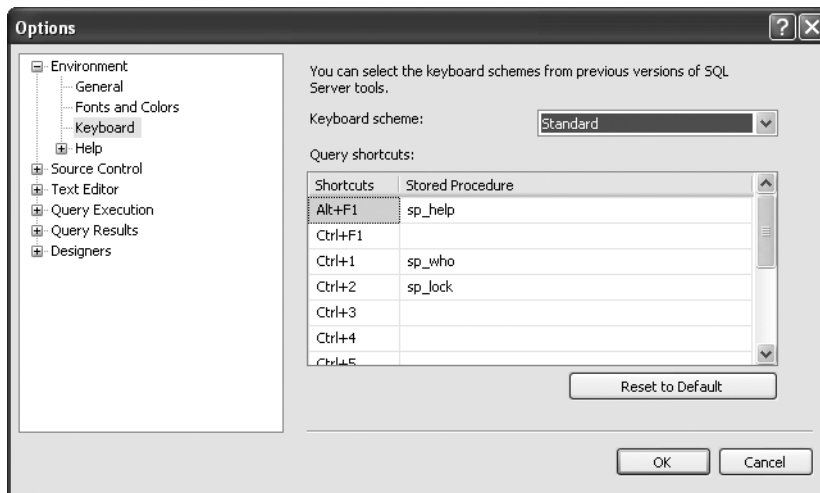 Options
Environment
General
Fonts and Colors
Keyboard
Help
Source Control
Text Editor
Query Execution
Query Results
Designers
You can select the keyboard schemes from previous versions of SQL
Server tools.
Keyboard scheme: Standard
Query shortcuts:
Shortcuts Stored Procedure
Alt+F1 sp_help
Ctrl+F1
Ctrl+1 sp_who
Ctrl+2 sp_lock
Ctrl+3
Ctrl+4
Ctrl+5
Reset to Default
OK Cancel